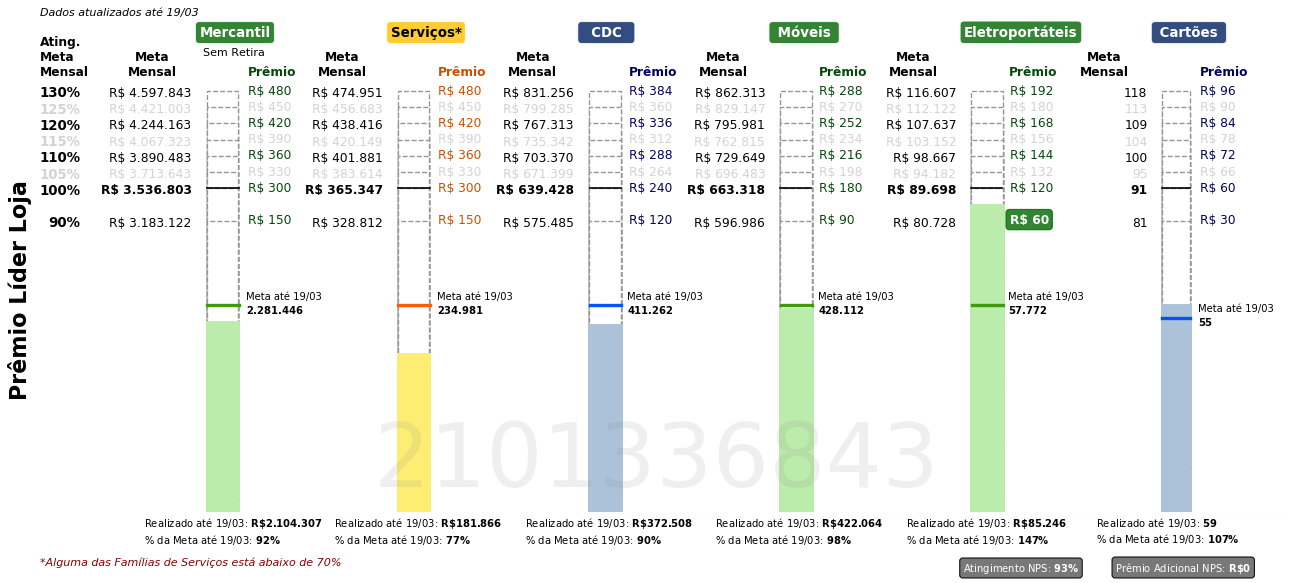 Dados atualizados até 19/03
Mercantil Serviços* CDC Móveis Eletroportáteis Cartões
Sem Retira
Ating. Meta Mensal Meta Mensal Prêmio Meta Mensal Prêmio Meta Mensal Prêmio Meta Mensal Prêmio Meta Mensal Prêmio Meta Mensal Prêmio
130% R$ 4.597.843 R$ 480 R$ 474.951 R$ 480 R$ 831.256 R$ 384 R$ 862.313 R$ 288 R$ 116.607 R$ 192 118 R$ 96
125% R$ 4.421.003 R$ 450 R$ 456.683 R$ 450 R$ 799.285 R$ 360 R$ 829.147 R$ 270 R$ 112.122 R$ 180 113 R$ 90
120% R$ 4.244.163 R$ 420 R$ 438.416 R$ 420 R$ 767.313 R$ 336 R$ 795.981 R$ 252 R$ 107.637 R$ 168 109 R$ 84
115% R$ 4.067.323 R$ 390 R$ 420.149 R$ 390 R$ 735.342 R$ 312 R$ 762.815 R$ 234 R$ 103.152 R$ 156 104 R$ 78
110% R$ 3.890.483 R$ 360 R$ 401.881 R$ 360 R$ 703.370 R$ 288 R$ 729.649 R$ 216 R$ 98.667 R$ 144 100 R$ 72
105% R$ 3.713.643 R$ 330 R$ 383.614 R$ 330 R$ 671.399 R$ 264 R$ 696.483 R$ 198 R$ 94.182 R$ 132 95 R$ 66
100% R$ 3.536.803 R$ 300 R$ 365.347 R$ 300 R$ 639.428 R$ 240 R$ 663.318 R$ 180 R$ 89.698 R$ 120 91 R$ 60
90% R$ 3.183.122 R$ 150 R$ 328.812 R$ 150 R$ 575.485 R$ 120 R$ 596.986 R$ 90 R$ 80.728 R$ 60 81 R$ 30
Prêmio Líder Loja
Meta até 19/03 Meta até 19/03 Meta até 19/03 Meta até 19/03 Meta até 19/03 Meta até 19/03
2.281.446 234.981 411.262 428.112 57.772 55
2101336843
Realizado até 19/03: R$2.104.307 Realizado até 19/03: R$181.866 Realizado até 19/03: R$372.508 Realizado até 19/03: R$422.064 Realizado até 19/03: R$85.246 Realizado até 19/03: 59
% da Meta até 19/03: 92% % da Meta até 19/03: 77% % da Meta até 19/03: 90% % da Meta até 19/03: 98% % da Meta até 19/03: 147% % da Meta até 19/03: 107%
*Alguma das Famílias de Serviços está abaixo de 70% Atingimento NPS: 93% Prêmio Adicional NPS: R$0